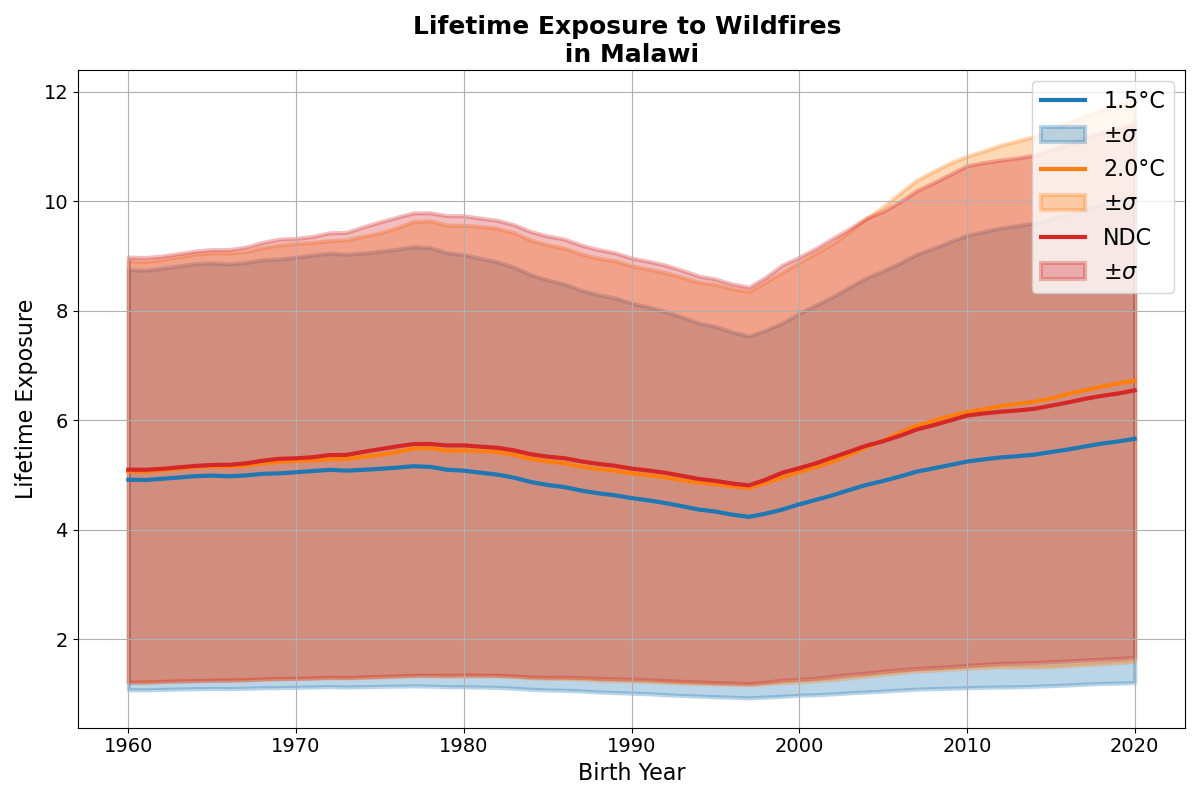 Lifetime Exposure to Wildfires
in Malawi
Lifetime Exposure
12
10
8
6
4
2
1960
1970
1980
1990
2000
2010
2020
Birth Year
1.5°C
±σ
2.0°C
±σ
NDC
±σ